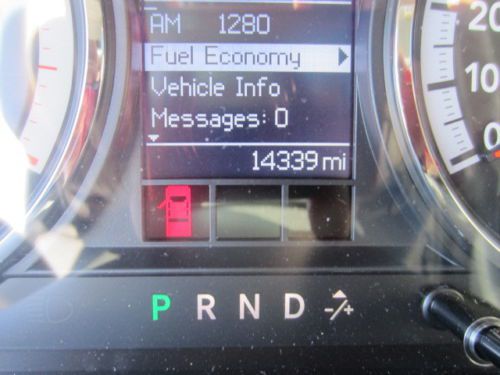 AM 1280
Fuel Economy
Vehicle Info
Messages: 0
14339 mi
20
10
0
P R N D -/+